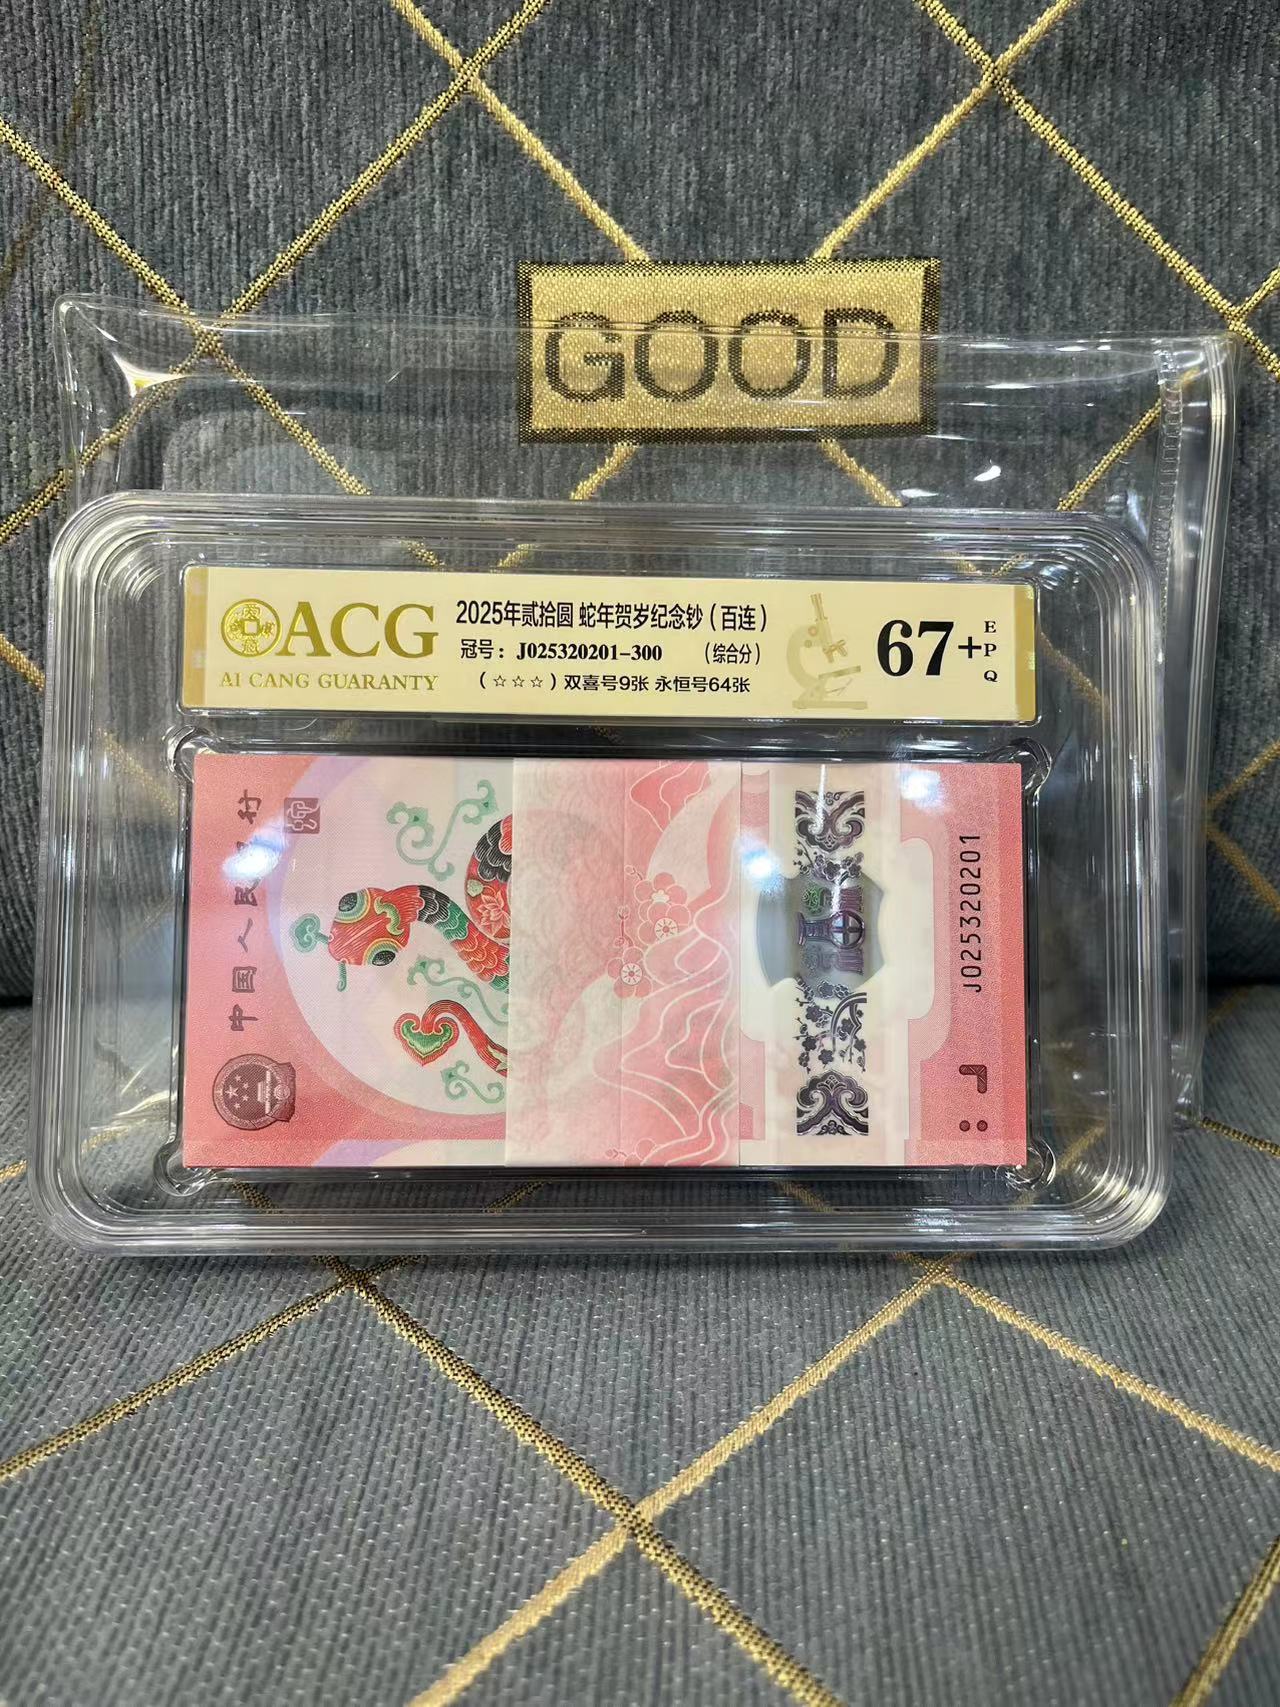 GOOD
ACG
AI CANG GUARANTY
2025年贰拾圆 蛇年贺岁纪念钞（百连）
冠号：J025320201-300 （综合分）
（☆☆☆）双喜号9张 永恒号64张
67+
EPQ
中国人民 行
J025320201